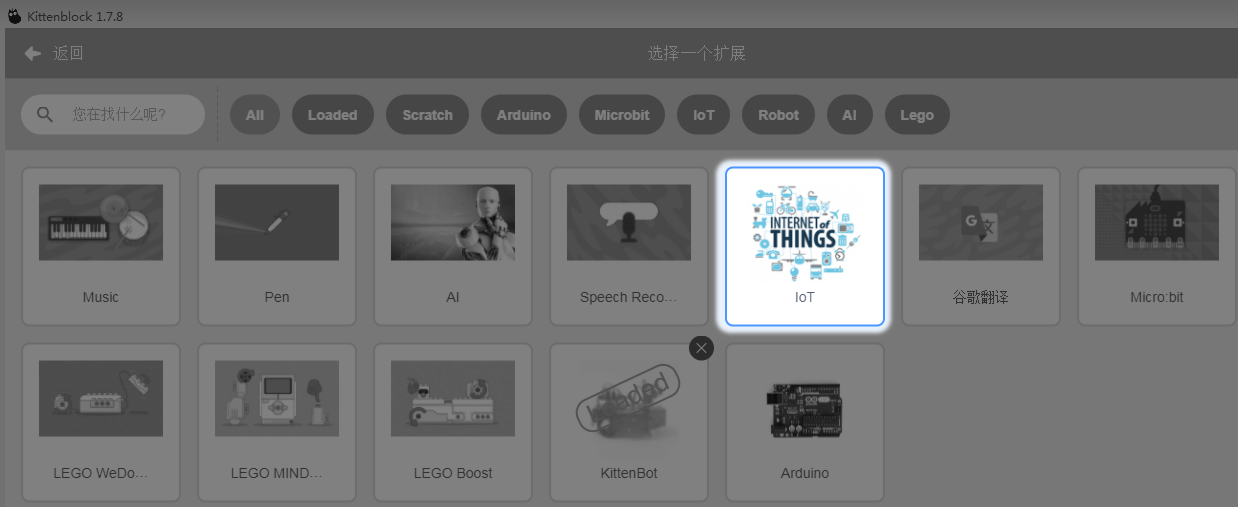 Kittenblock 1.7.8
返回
选择一个扩展
您在找什么呢?
All
Loaded
Scratch
Arduino
Microbit
IoT
Robot
AI
Lego
INTERNET of
THINGS
G 文
Music
Pen
AI
Speech Reco...
IoT
谷歌翻译
Micro:bit
Loaded
LEGO WeDo...
LEGO MIND...
LEGO Boost
KittenBot
Arduino